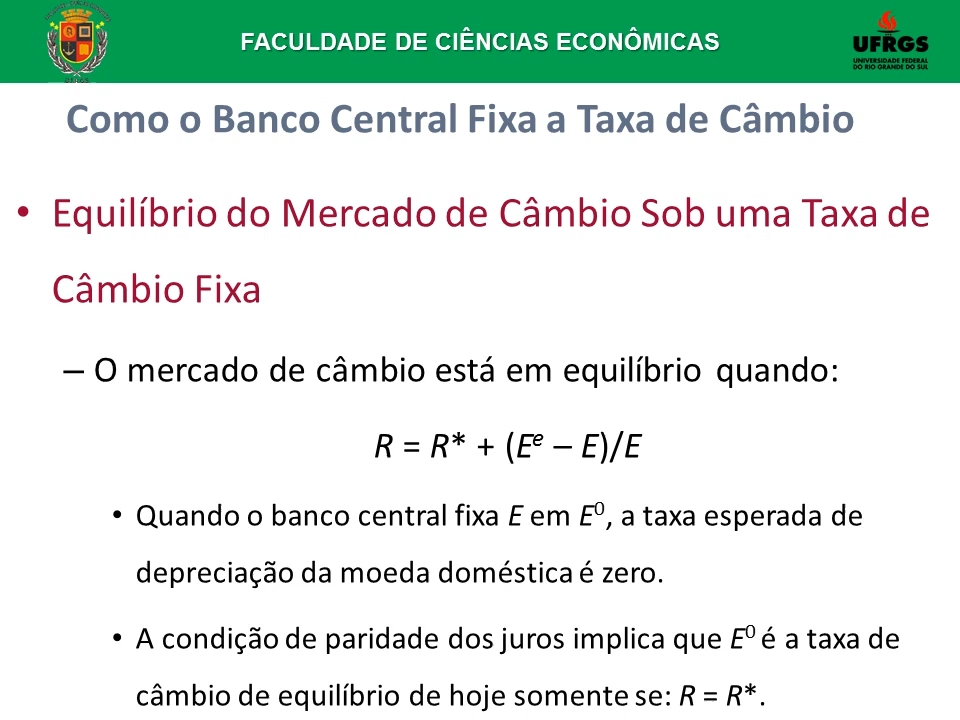 FACULDADE DE CIÊNCIAS ECONÔMICAS
UFRGS
UFRGS
UNIVERSIDADE FEDERAL
DO RIO GRANDE DO SUL
Como o Banco Central Fixa a Taxa de Câmbio
• Equilíbrio do Mercado de Câmbio Sob uma Taxa de
Câmbio Fixa
– O mercado de câmbio está em equilíbrio quando:
R = R* + (Eᵉ – E)/E
• Quando o banco central fixa E em E⁰, a taxa esperada de
depreciação da moeda doméstica é zero.
• A condição de paridade dos juros implica que E⁰ é a taxa de
câmbio de equilíbrio de hoje somente se: R = R*.